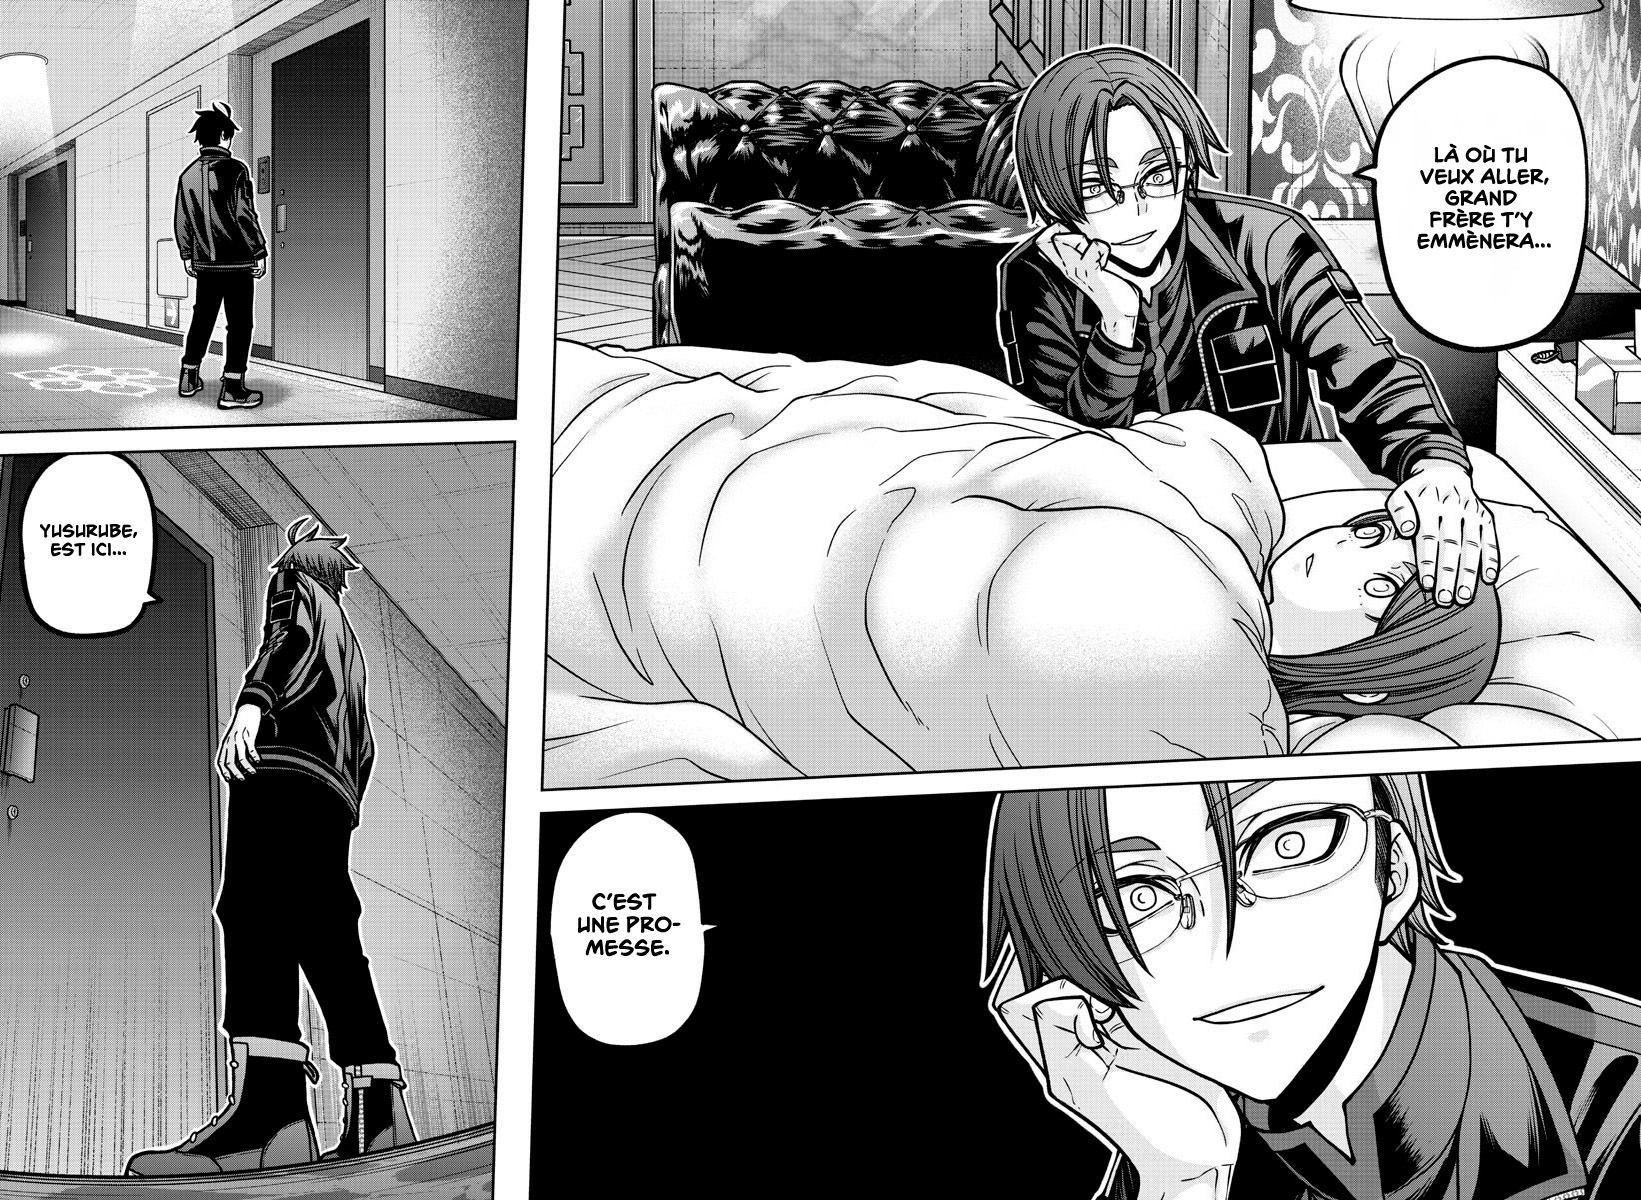 LÀ OÙ TU
VEUX ALLER,
GRAND
FRÈRE T'Y
EMMÈNERA...
C'EST
UNE PRO-
MESSE.
YUSURUBE,
EST ICI...